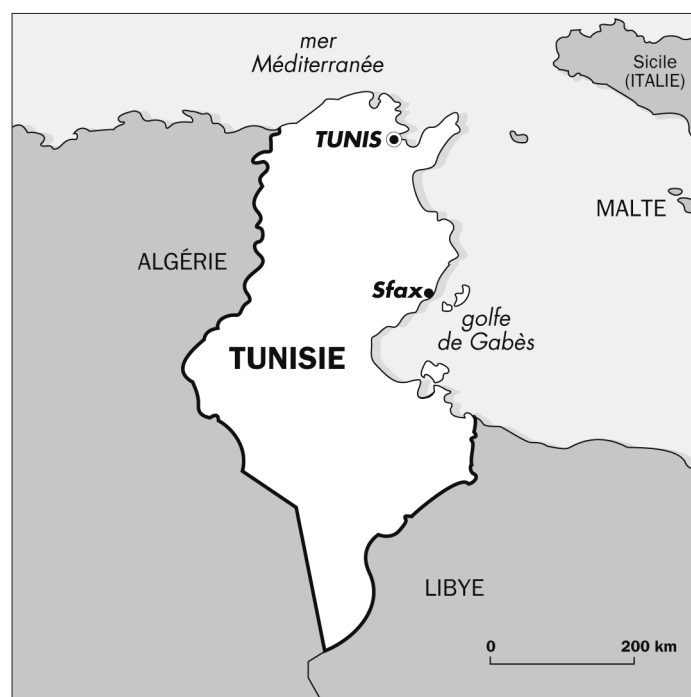 mer
Méditerranée
Sicile
(ITALIE)
TUNIS
MALTE
ALGÉRIE
Sfax
golfe
de Gabès
TUNISIE
LIBYE
0 200 km